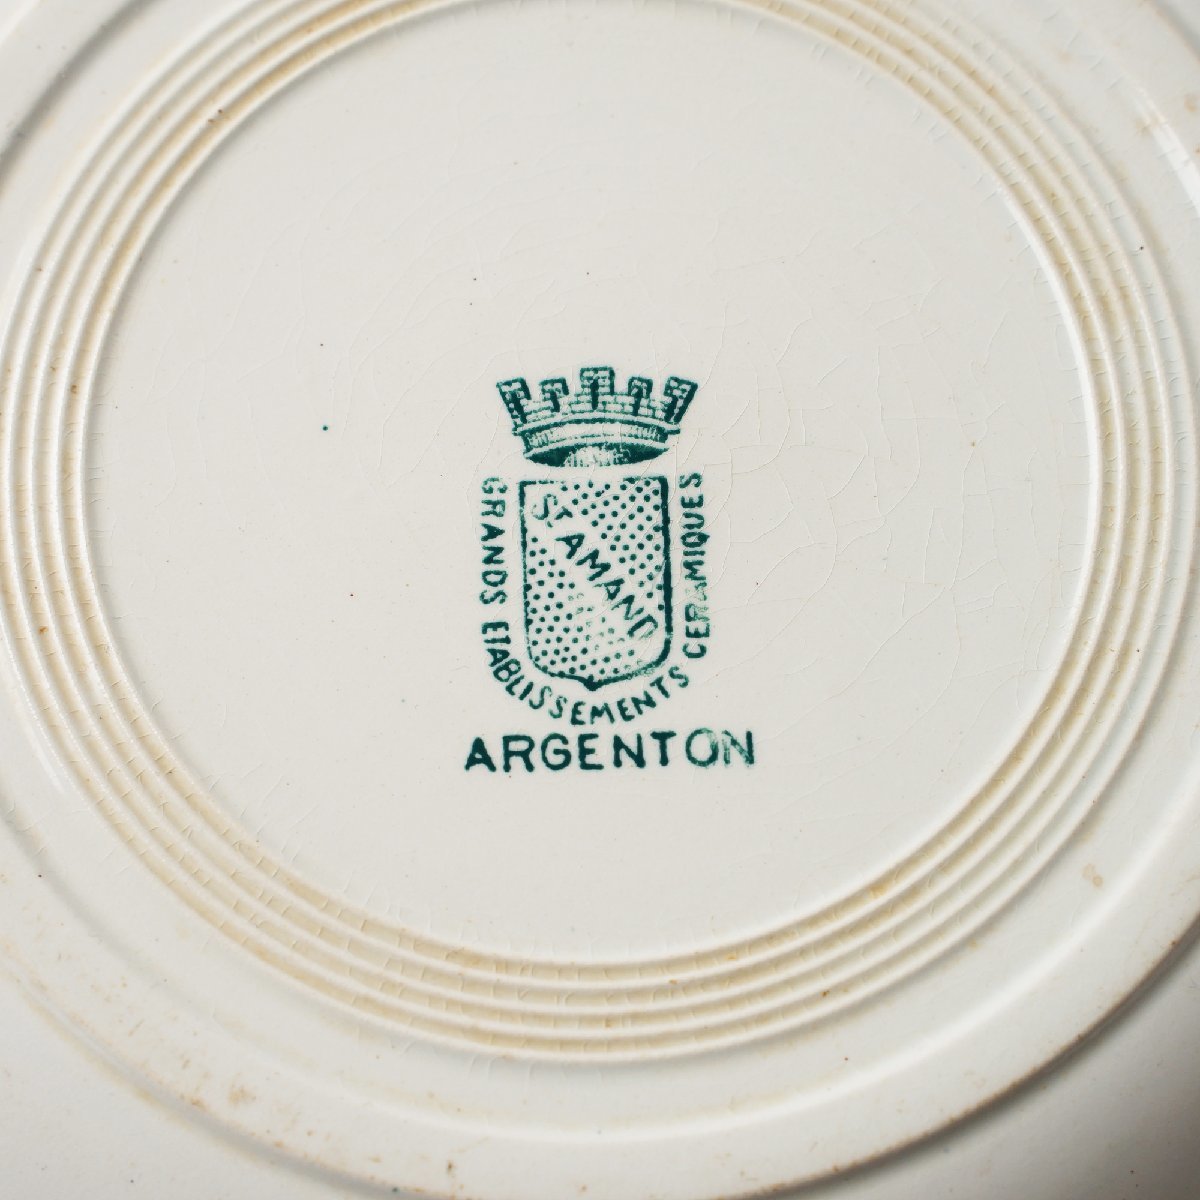 St AMAND
GRANDS ETABLISSEMENTS CERAMIQUES
ARGENTON